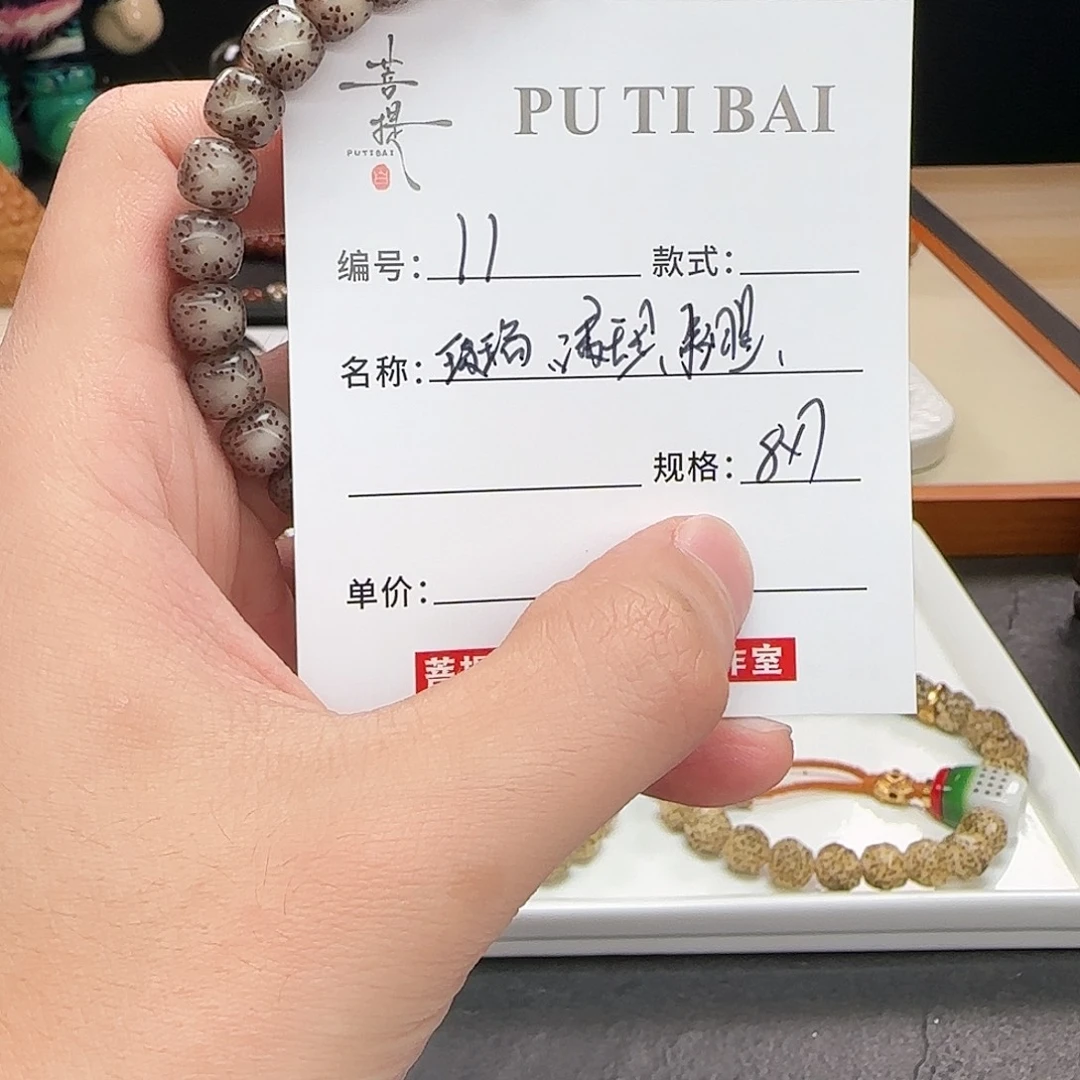 菩提 PU TI BAI
PUTIBAI
白
编号: 11 款式:
名称:
规格: 8x7
单价:
菩提 作室